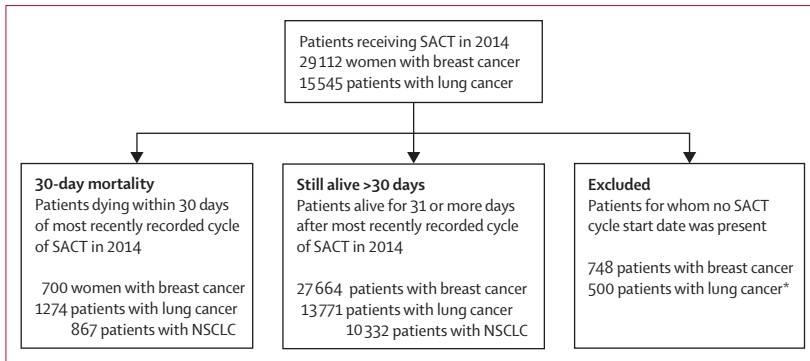 Patients receiving SACT in 2014
29 112 women with breast cancer
15 545 patients with lung cancer
30-day mortality
Patients dying within 30 days
of most recently recorded cycle
of SACT in 2014
700 women with breast cancer
1274 patients with lung cancer
867 patients with NSCLC
Still alive >30 days
Patients alive for 31 or more days
after most recently recorded cycle
of SACT in 2014
27 664 patients with breast cancer
13 771 patients with lung cancer
10 332 patients with NSCLC
Excluded
Patients for whom no SACT
cycle start date was present
748 patients with breast cancer
500 patients with lung cancer*